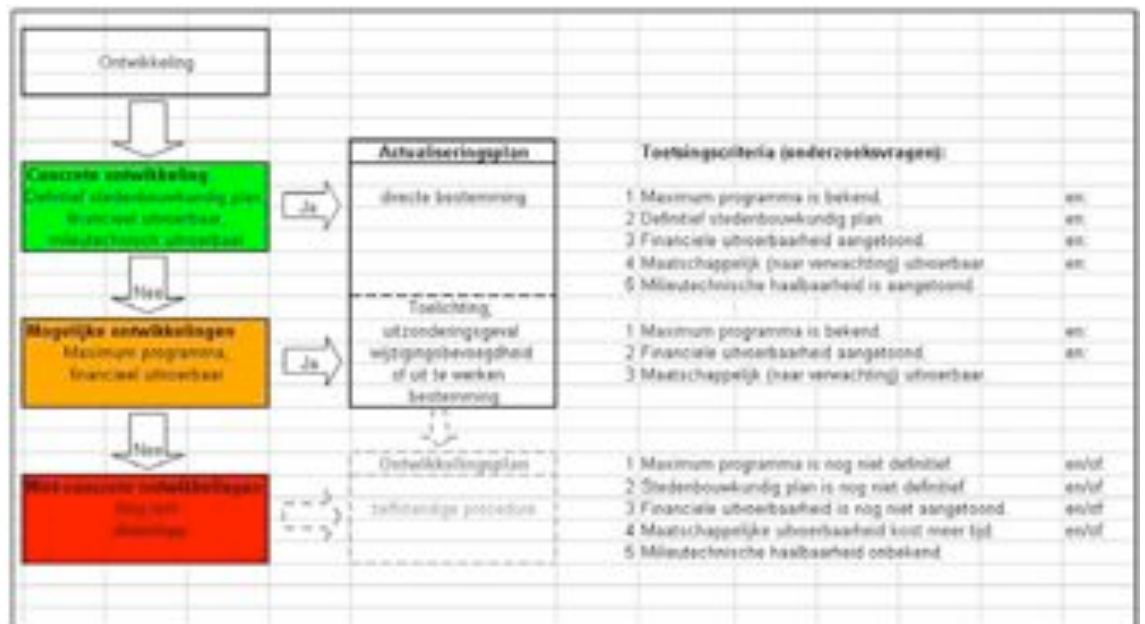 Ontwikkeling
Concrete ontwikkeling
Definitief stedenbouwkundig plan,
financieel uitvoerbaar
milieutechnisch uitvoerbaar
Ja
Nee
Mogelijke ontwikkelingen
Maximum programma,
financieel uitvoerbaar
Ja
Nee
Niet-concrete ontwikkelingen
Actualiseringsplan
directe bestemming
Toelichting,
uitzonderingsgeval
wijzigingsbevoegdheid
of uit te werken
bestemming
Ontwikkelingsplan
zelfstandige procedure
Toetsingscriteria (onderzoeksvragen):
1 Maximum programma is bekend. en:
2 Definitief stedenbouwkundig plan en:
3 Financiele uitvoerbaarheid aangetoond. en:
4 Maatschappelijk (naar verwachting) uitvoerbaar en:
5 Milieutechnische haalbaarheid is aangetoond.
1 Maximum programma is bekend. en:
2 Financiele uitvoerbaarheid aangetoond. en:
3 Maatschappelijk (naar verwachting) uitvoerbaar.
1 Maximum programma is nog niet definitief en/of
2 Stedenbouwkundig plan is nog niet definitief en/of
3 Financiele uitvoerbaarheid is nog niet aangetoond. en/of
4 Maatschappelijke uitvoerbaarheid kost meer tijd en/of
5 Milieutechnische haalbaarheid onbekend.